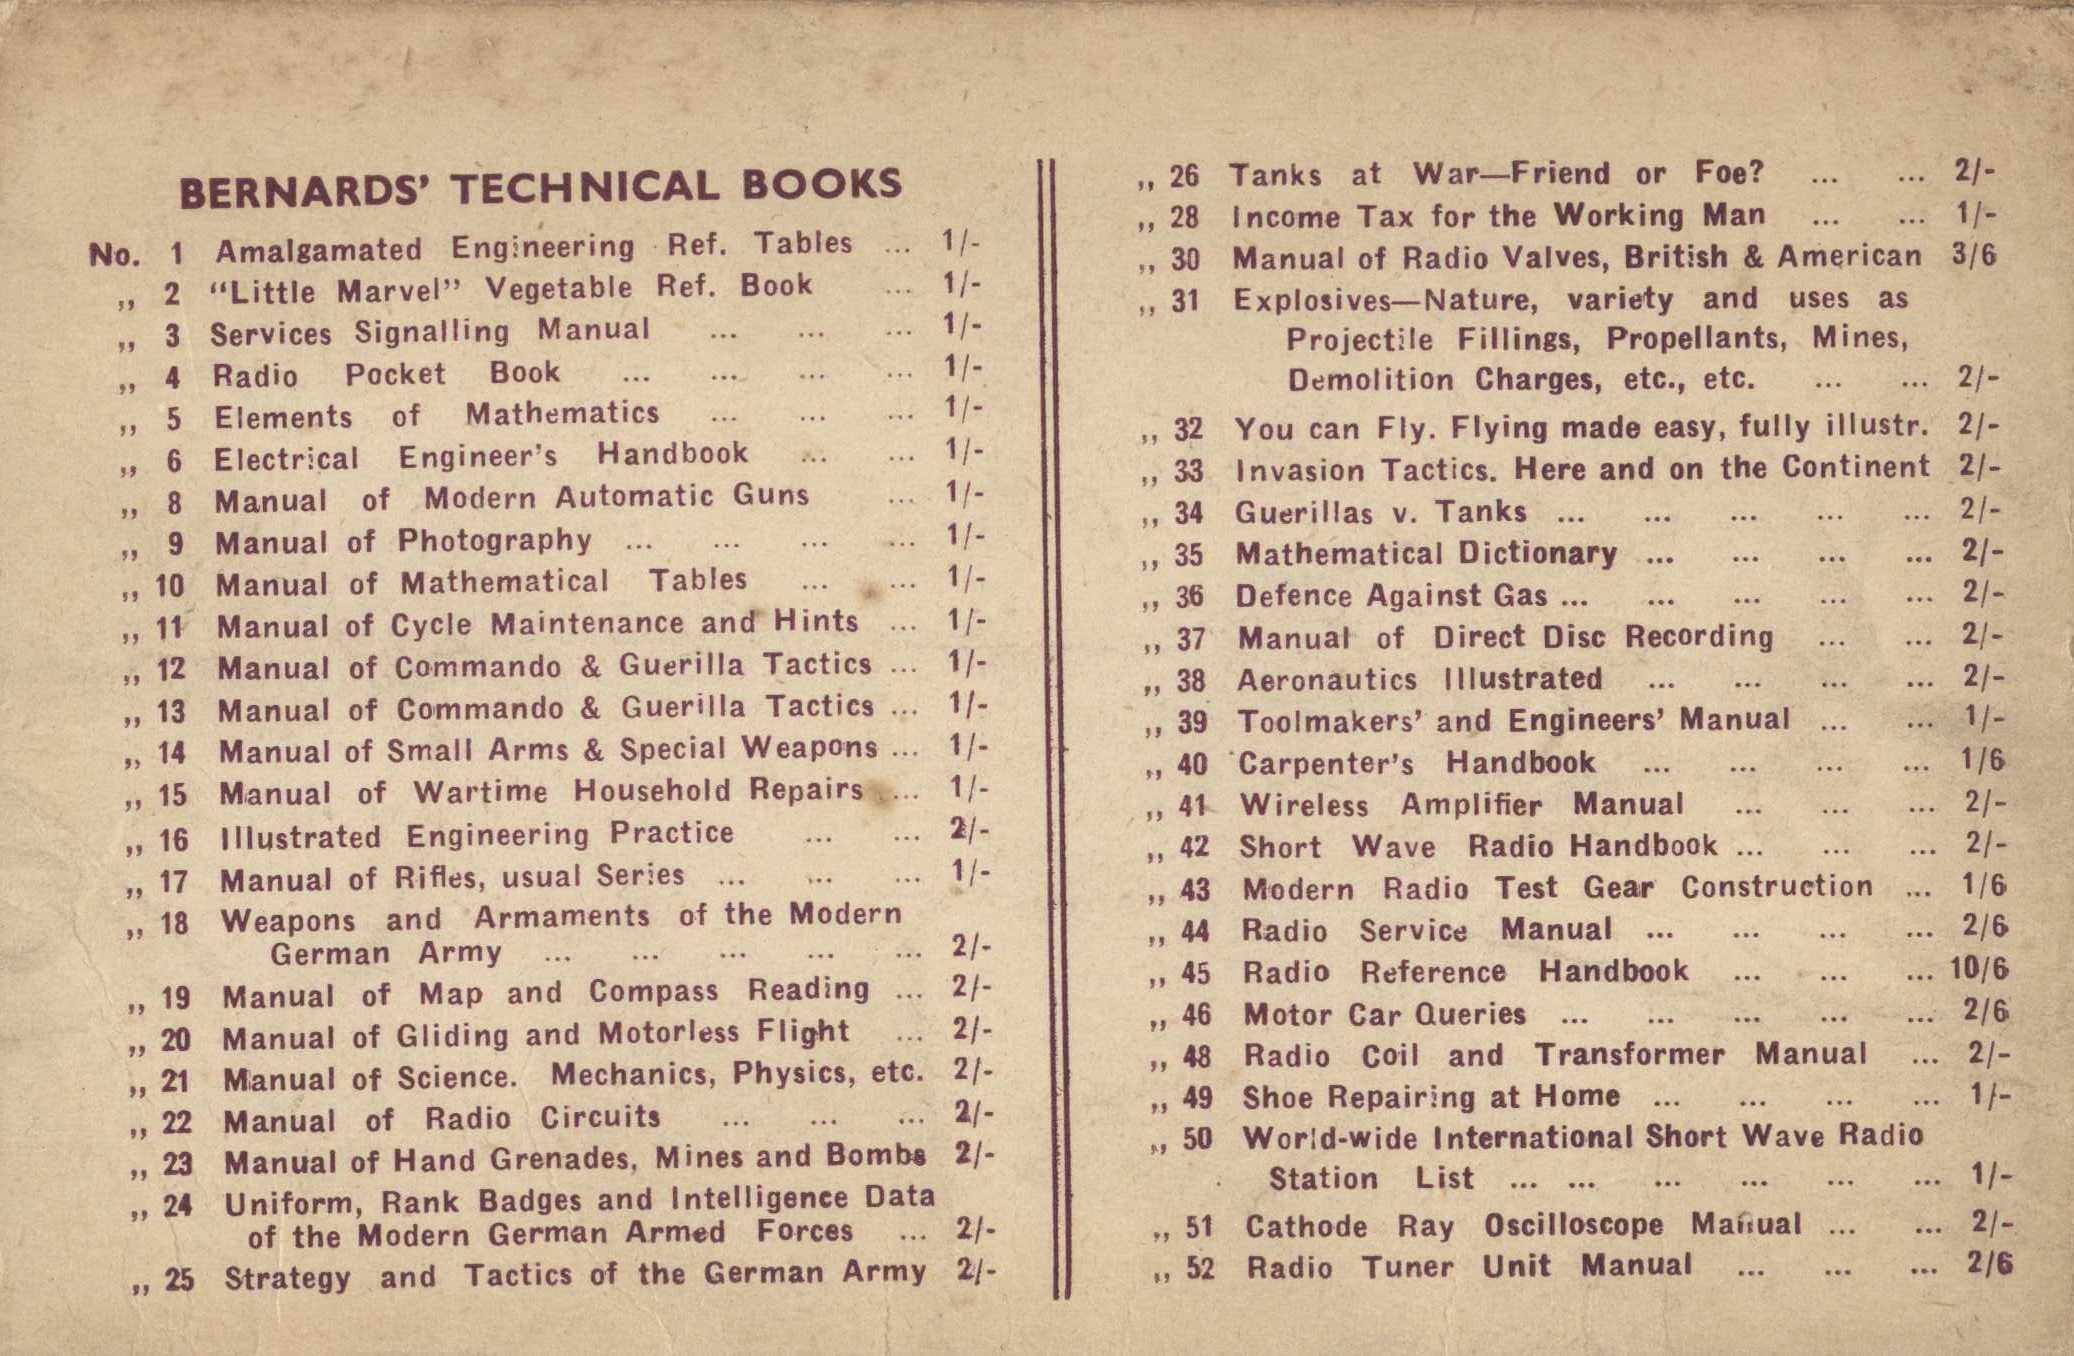 BERNARDS' TECHNICAL BOOKS
No. 1 Amalgamated Engineering Ref. Tables ... 1/-
„ 2 "Little Marvel" Vegetable Ref. Book ... 1/-
„ 3 Services Signalling Manual ... ... ... 1/-
„ 4 Radio Pocket Book ... ... ... ... 1/-
„ 5 Elements of Mathematics ... ... ... 1/-
„ 6 Electrical Engineer's Handbook ... ... 1/-
„ 8 Manual of Modern Automatic Guns ... 1/-
„ 9 Manual of Photography ... ... ... ... 1/-
„ 10 Manual of Mathematical Tables ... ... 1/-
„ 11 Manual of Cycle Maintenance and Hints ... 1/-
„ 12 Manual of Commando & Guerilla Tactics ... 1/-
„ 13 Manual of Commando & Guerilla Tactics ... 1/-
„ 14 Manual of Small Arms & Special Weapons ... 1/-
„ 15 Manual of Wartime Household Repairs ... 1/-
„ 16 Illustrated Engineering Practice ... ... 2/-
„ 17 Manual of Rifles, usual Series ... ... ... 1/-
„ 18 Weapons and Armaments of the Modern
German Army ... ... ... ... ... 2/-
„ 19 Manual of Map and Compass Reading ... 2/-
„ 20 Manual of Gliding and Motorless Flight ... 2/-
„ 21 Manual of Science. Mechanics, Physics, etc. 2/-
„ 22 Manual of Radio Circuits ... ... ... 2/-
„ 23 Manual of Hand Grenades, Mines and Bombs 2/-
„ 24 Uniform, Rank Badges and Intelligence Data
of the Modern German Armed Forces ... 2/-
„ 25 Strategy and Tactics of the German Army 2/-
„ 26 Tanks at War—Friend or Foe? ... ... 2/-
„ 28 Income Tax for the Working Man ... ... 1/-
„ 30 Manual of Radio Valves, British & American 3/6
„ 31 Explosives—Nature, variety and uses as
Projectile Fillings, Propellants, Mines,
Demolition Charges, etc., etc. ... ... 2/-
„ 32 You can Fly. Flying made easy, fully illustr. 2/-
„ 33 Invasion Tactics. Here and on the Continent 2/-
„ 34 Guerillas v. Tanks ... ... ... ... ... 2/-
„ 35 Mathematical Dictionary ... ... ... ... 2/-
„ 36 Defence Against Gas ... ... ... ... ... 2/-
„ 37 Manual of Direct Disc Recording ... ... 2/-
„ 38 Aeronautics Illustrated ... ... ... ... 2/-
„ 39 Toolmakers' and Engineers' Manual ... ... 1/-
„ 40 Carpenter's Handbook ... ... ... ... 1/6
„ 41 Wireless Amplifier Manual ... ... ... 2/-
„ 42 Short Wave Radio Handbook ... ... ... 2/-
„ 43 Modern Radio Test Gear Construction ... 1/6
„ 44 Radio Service Manual ... ... ... ... 2/6
„ 45 Radio Reference Handbook ... ... ... 10/6
„ 46 Motor Car Queries ... ... ... ... ... 2/6
„ 48 Radio Coil and Transformer Manual ... 2/-
„ 49 Shoe Repairing at Home ... ... ... ... 1/-
„ 50 World-wide International Short Wave Radio
Station List ... ... ... ... ... ... 1/-
„ 51 Cathode Ray Oscilloscope Manual ... ... 2/-
„ 52 Radio Tuner Unit Manual ... ... ... 2/6